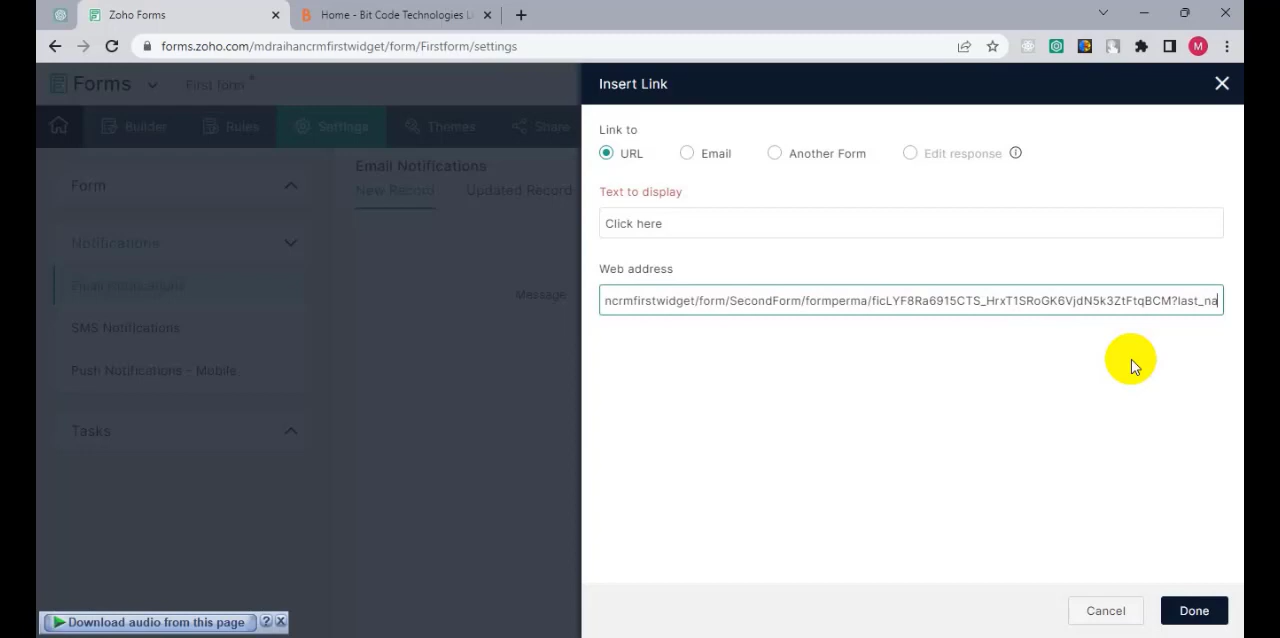 Zoho Forms
Home - Bit Code Technologies L
forms.zoho.com/mdraihancrmfirstwidget/form/Firstform/settings
M
Forms
First form *
Builder
Rules
Settings
Themes
Share
Form
Notifications
Email Notifications
SMS Notifications
Push Notifications - Mobile
Tasks
Email Notifications
New Record
Updated Record
Message
Insert Link
Link to
URL
Email
Another Form
Edit response
Text to display
Click here
Web address
ncrmfirstwidget/form/SecondForm/formperma/ficLYF8Ra6915CTS_HrxT1SRoGK6VjdN5k3ZtFtqBCM?last_na
Cancel
Done
Download audio from this page
?